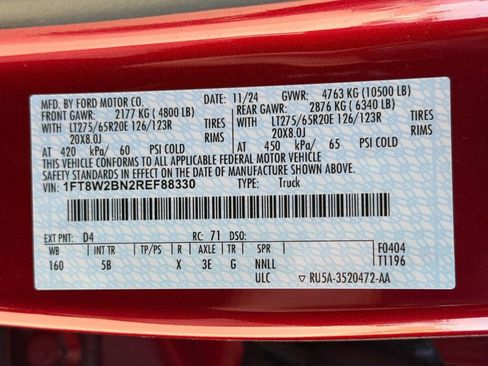 MFD. BY FORD MOTOR CO. DATE: 11/24 GVWR: 4763 KG (10500 LB)
FRONT GAWR: 2177 KG ( 4800 LB) REAR GAWR: 2876 KG ( 6340 LB)
WITH LT275/65R20E 126/123R TIRES WITH LT275/65R20E 126/123R TIRES
20X8.0J RIMS 20X8.0J RIMS
AT 420 kPa/ 60 PSI COLD AT 450 kPa/ 65 PSI COLD
THIS VEHICLE CONFORMS TO ALL APPLICABLE FEDERAL MOTOR VEHICLE
SAFETY STANDARDS IN EFFECT ON THE DATE OF MANUFACTURE SHOWN ABOVE.
VIN: 1FT8W2BN2REF88330 TYPE: Truck
EXT PNT: D4 RC: 71 DSO:
WB INT TR TP/PS R AXLE TR SPR F0404
160 5B X 3E G NNLL T1196
ULC ▽ RU5A-3520472-AA